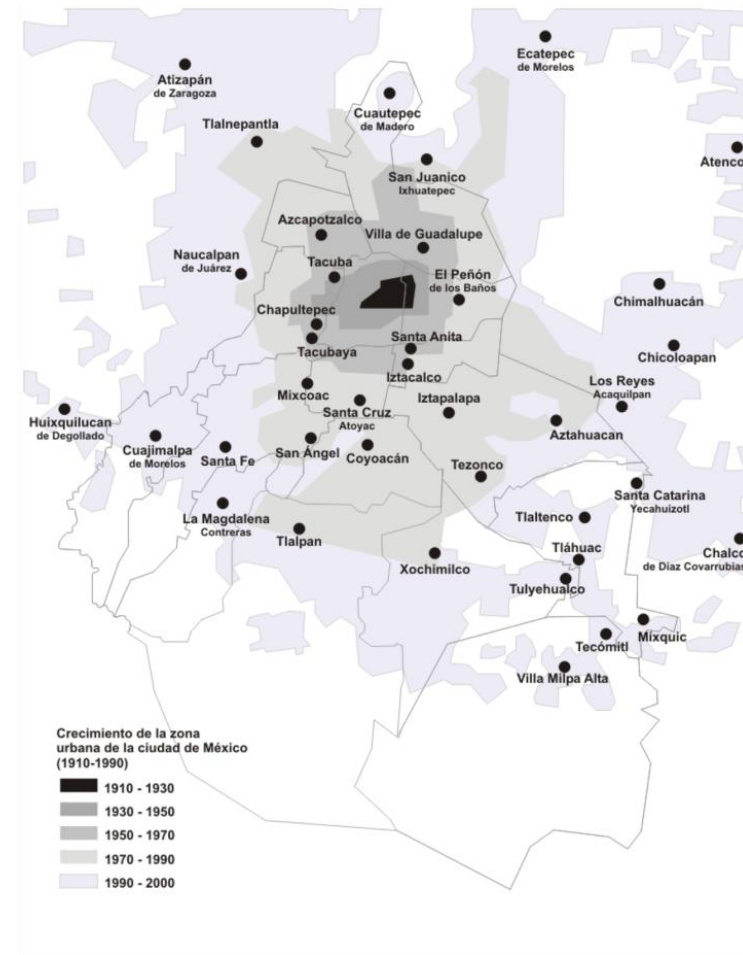 Ecatepec
de Morelos
Atizapán
de Zaragoza
Cuautepec
de Madero
Tlalnepantla
Atenco
San Juanico
Ixhuatepec
Azcapotzalco
Villa de Guadalupe
Naucalpan
de Juárez
Tacuba
El Peñón
de los Baños
Chimalhuacán
Chapultepec
Santa Anita
Tacubaya
Chicoloapan
Iztacalco
Los Reyes
Acaquilpan
Mixcoac
Iztapalapa
Santa Cruz
Atoyac
Huixquilucan
de Degollado
Aztahuacan
Cuajimalpa
de Morelos
Santa Fe
San Ángel
Coyoacán
Tezonco
Santa Catarina
Yecahuizotl
La Magdalena
Contreras
Tlaltenco
Tlalpan
Tláhuac
Chalco
de Díaz Covarrubias
Xochimilco
Tulyehualco
Mixquic
Tecómitl
Villa Milpa Alta
Crecimiento de la zona
urbana de la ciudad de México
(1910-1990)
1910 - 1930
1930 - 1950
1950 - 1970
1970 - 1990
1990 - 2000